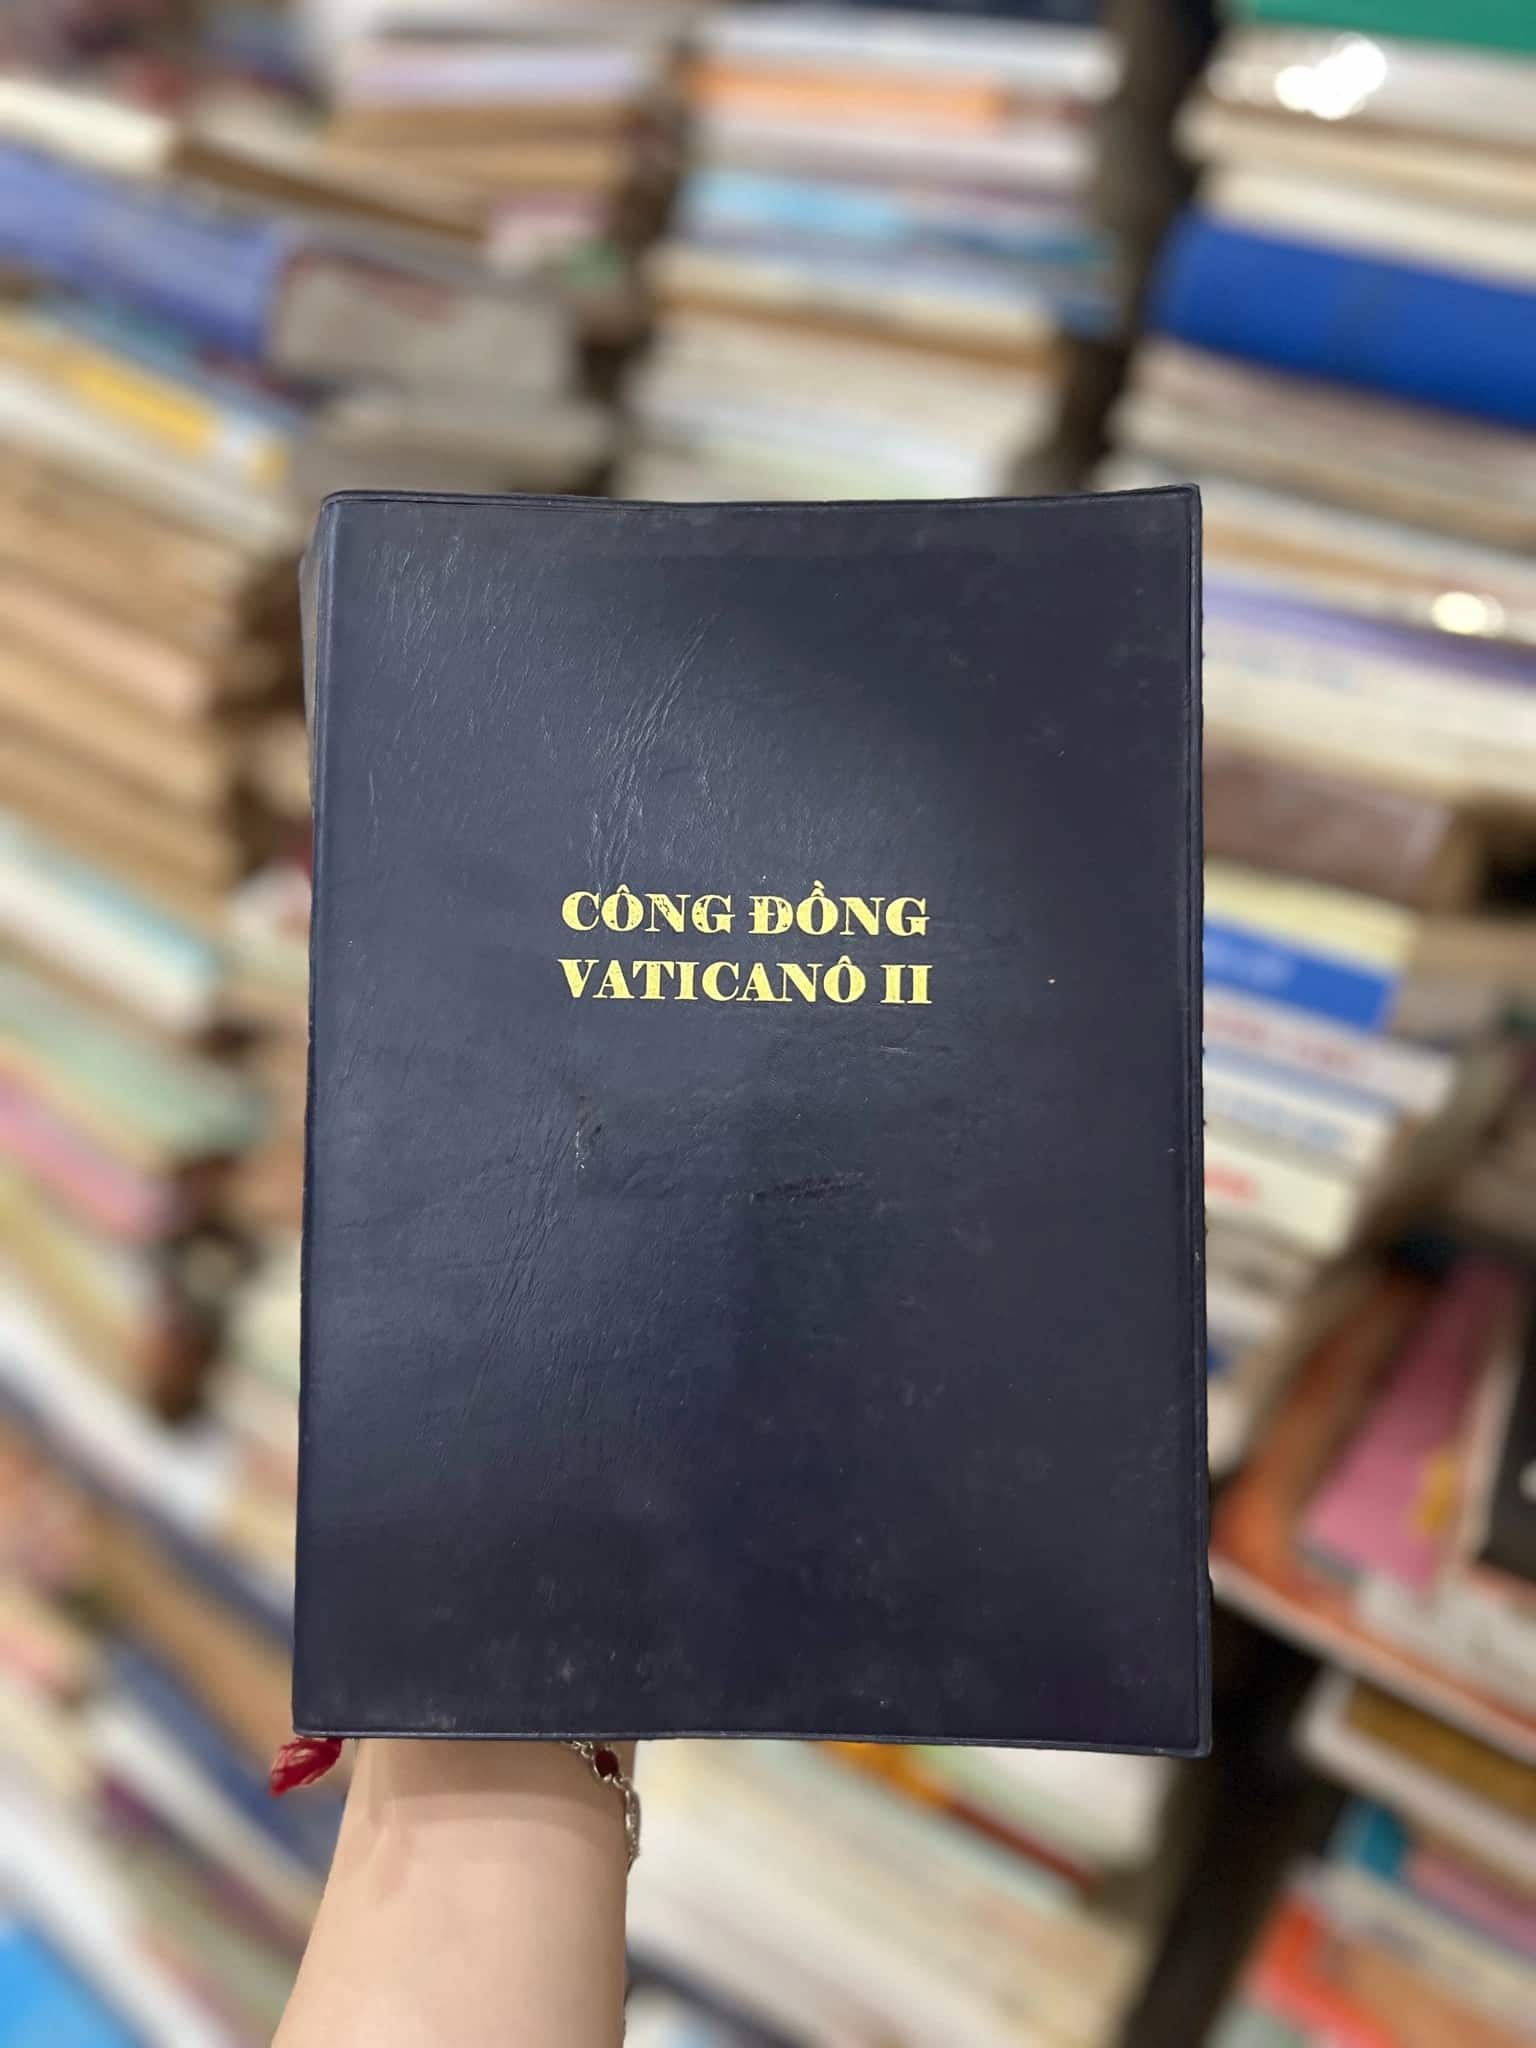 CÔNG ĐỒNG
VATICANÔ II